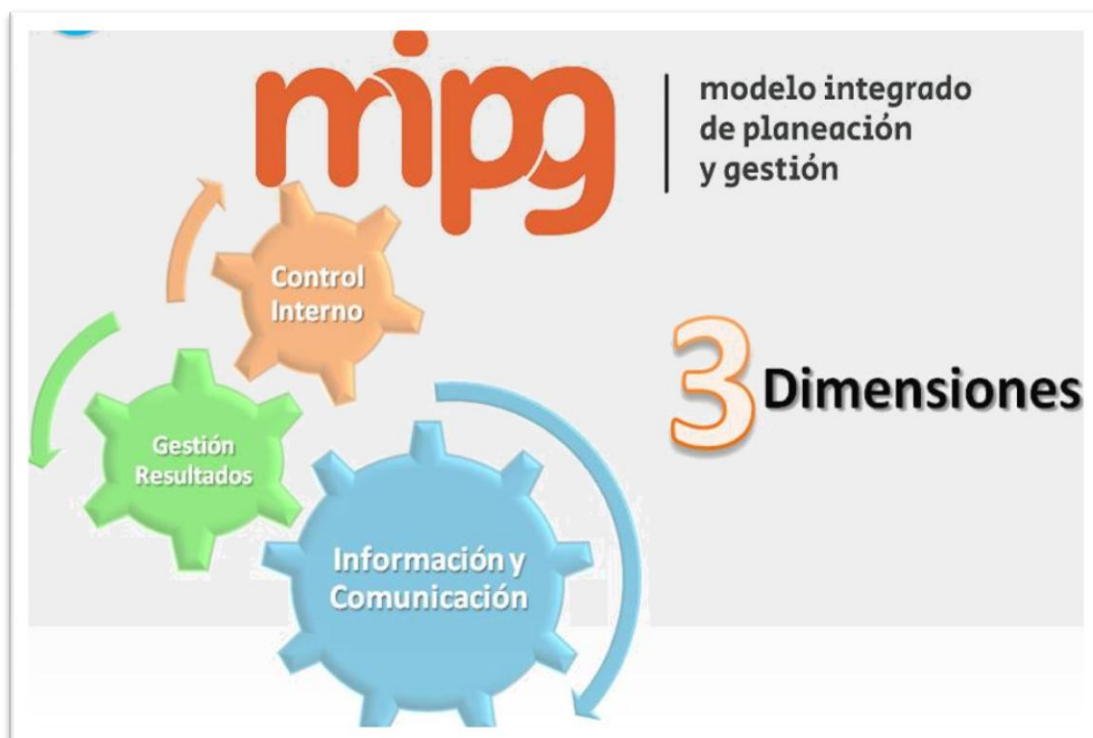 mipg
modelo integrado
de planeación
y gestión
Control
Interno
3 Dimensiones
Gestión
Resultados
Información y
Comunicación